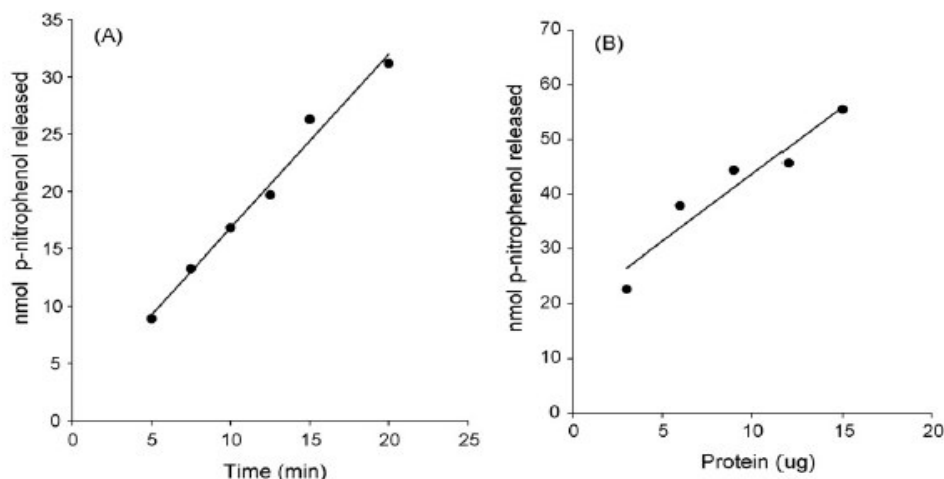 (A)
nmol p-nitrophenol released
35
30
25
20
15
10
5
0
0 5 10 15 20 25
Time (min)
(B)
nmol p-nitrophenol released
70
60
50
40
30
20
10
0
0 5 10 15 20
Protein (ug)